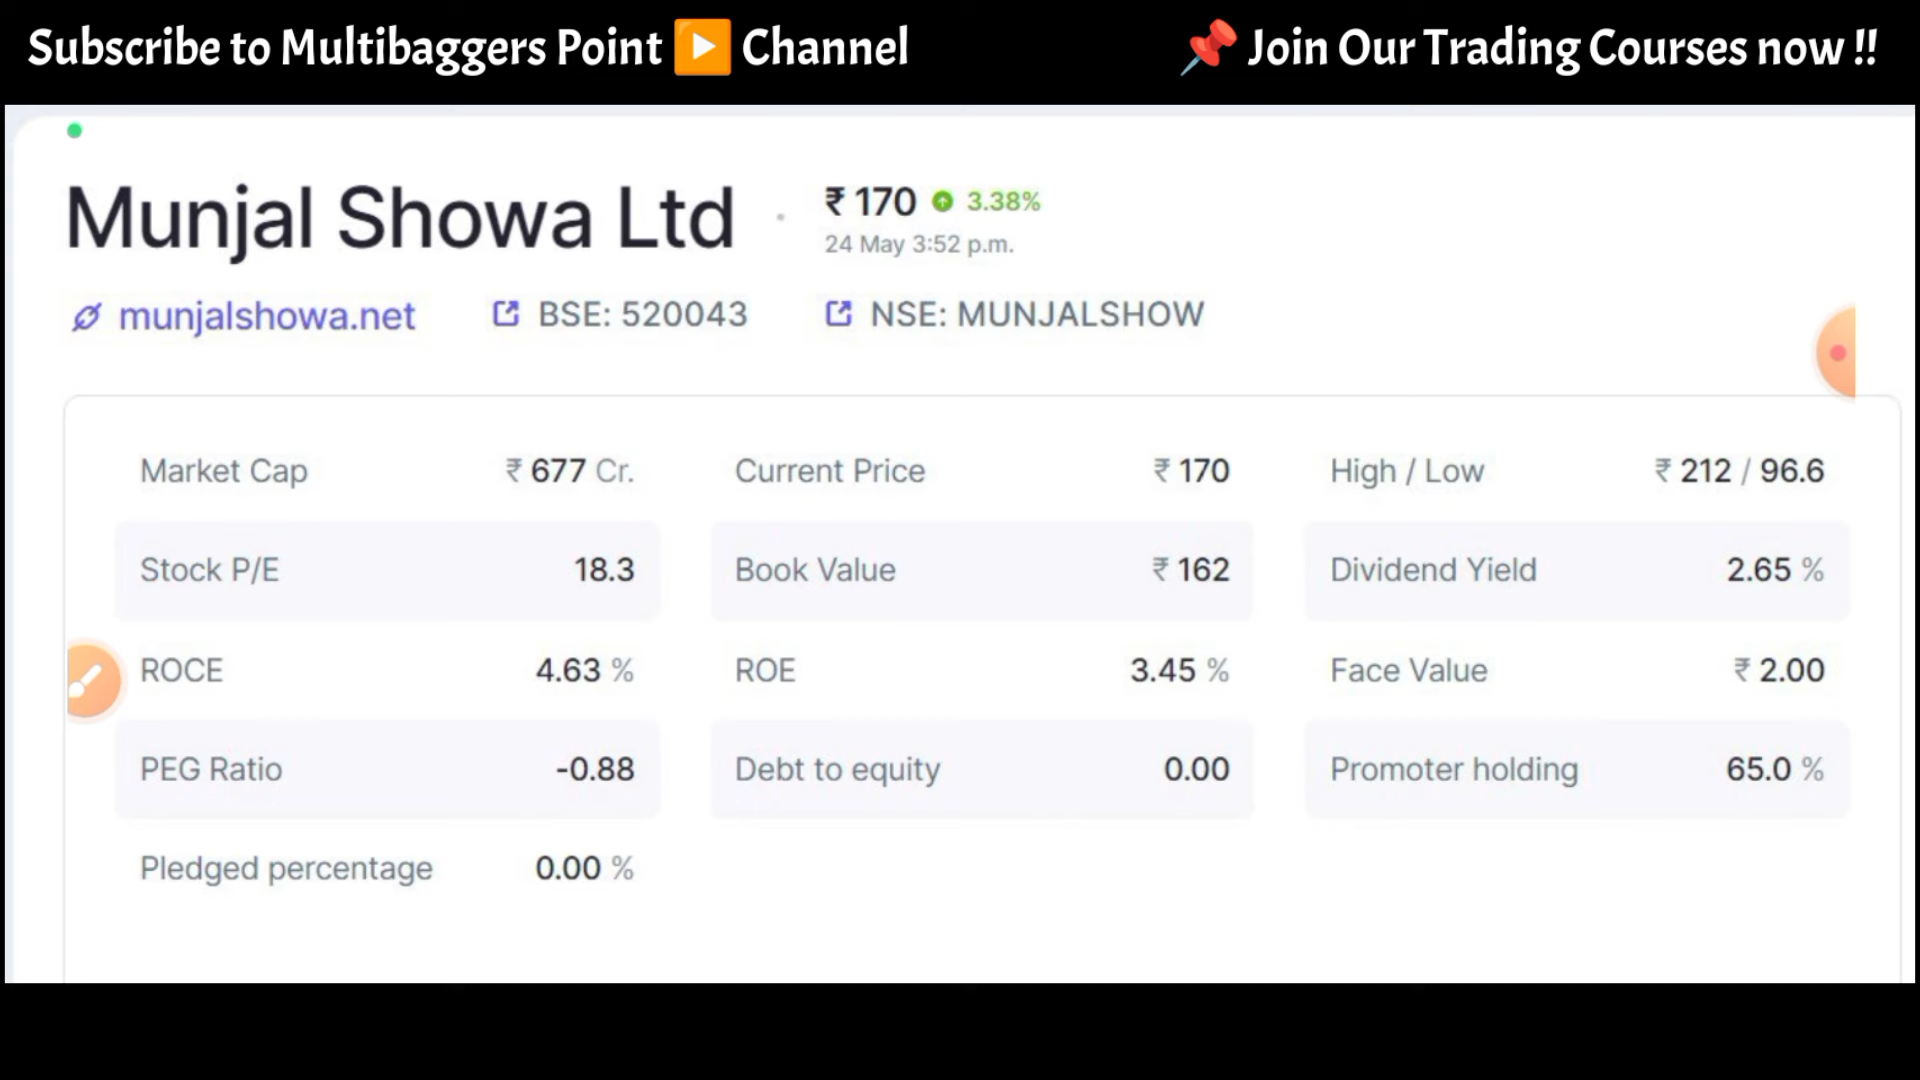 Subscribe to Multibaggers Point ▶️ Channel
📌 Join Our Trading Courses now !!
Munjal Showa Ltd
₹ 170 3.38%
24 May 3:52 p.m.
munjalshowa.net BSE: 520043 NSE: MUNJALSHOW
Market Cap ₹ 677 Cr. Current Price ₹ 170 High / Low ₹ 212 / 96.6
Stock P/E 18.3 Book Value ₹ 162 Dividend Yield 2.65 %
ROCE 4.63 % ROE 3.45 % Face Value ₹ 2.00
PEG Ratio -0.88 Debt to equity 0.00 Promoter holding 65.0 %
Pledged percentage 0.00 %